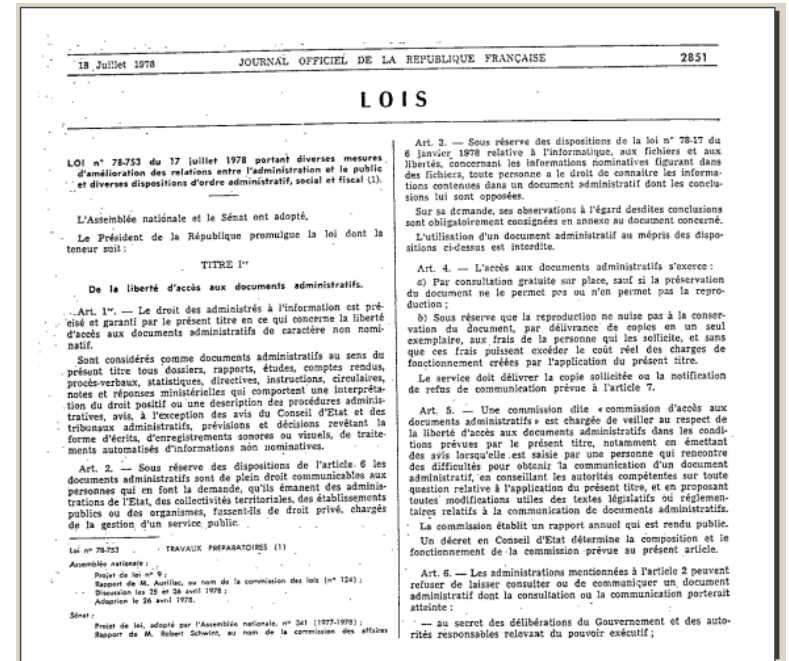 18 Juillet 1978
JOURNAL OFFICIEL DE LA REPUBLIQUE FRANÇAISE
2851
LOIS
LOI n° 78-753 du 17 juillet 1978 portant diverses mesures
d'amélioration des relations entre l'administration et le public
et diverses dispositions d'ordre administratif, social et fiscal (1).
L'Assemblée nationale et le Sénat ont adopté,
Le Président de la République promulgue la loi dont la
teneur suit :
TITRE Ier
De la liberté d'accès aux documents administratifs.
Art. 1er. — Le droit des administrés à l'information est pré-
cisé et garanti par le présent titre en ce qui concerne la liberté
d'accès aux documents administratifs de caractère non nomi-
natif.
Sont considérés comme documents administratifs au sens du
présent titre tous dossiers, rapports, études, comptes rendus,
procès-verbaux, statistiques, directives, instructions, circulaires,
notes et réponses ministérielles qui comportent une interpréta-
tion du droit positif ou une description des procédures adminis-
tratives, avis, à l'exception des avis du Conseil d'Etat et des
tribunaux administratifs, prévisions et décisions revêtant la
forme d'écrits, d'enregistrements sonores ou visuels, de traite-
ments automatisés d'informations non nominatives.
Art. 2. — Sous réserve des dispositions de l'article 6 les
documents administratifs sont de plein droit communicables aux
personnes qui en font la demande, qu'ils émanent des adminis-
trations de l'Etat, des collectivités territoriales, des établissements
publics ou des organismes, fussent-ils de droit privé, chargés
de la gestion d'un service public.
Loi n° 78-753
TRAVAUX PREPARATOIRES (1)
Assemblée nationale :
Projet de loi n° 9 ;
Rapport de M. Aurillac, au nom de la commission des lois (n° 124) ;
Discussion les 25 et 26 avril 1978 ;
Adoption le 26 avril 1978.
Sénat :
Projet de loi, adopté par l'Assemblée nationale, n° 341 (1977-1978) ;
Rapport de M. Robert Schwint, au nom de la commission des affaires
Art. 3. — Sous réserve des dispositions de la loi n° 78-17 du
6 janvier 1978 relative à l'informatique, aux fichiers et aux
libertés, concernant les informations nominatives figurant dans
des fichiers, toute personne a le droit de connaître les informa-
tions contenues dans un document administratif dont les conclu-
sions lui sont opposées.
Sur sa demande, ses observations à l'égard desdites conclusions
sont obligatoirement consignées en annexe au document concerné.
L'utilisation d'un document administratif au mépris des dispo-
sitions ci-dessus est interdite.
Art. 4. — L'accès aux documents administratifs s'exerce :
a) Par consultation gratuite sur place, sauf si la préservation
du document ne le permet pas ou n'en permet pas la repro-
duction ;
b) Sous réserve que la reproduction ne nuise pas à la conser-
vation du document, par délivrance de copies en un seul
exemplaire, aux frais de la personne qui les sollicite, et sans
que ces frais puissent excéder le coût réel des charges de
fonctionnement créées par l'application du présent titre.
Le service doit délivrer la copie sollicitée ou la notification
de refus de communication prévue à l'article 7.
Art. 5. — Une commission dite « commission d'accès aux
documents administratifs » est chargée de veiller au respect de
la liberté d'accès aux documents administratifs dans les condi-
tions prévues par le présent titre, notamment en émettant
des avis lorsqu'elle est saisie par une personne qui rencontre
des difficultés pour obtenir la communication d'un document
administratif, en conseillant les autorités compétentes sur toute
question relative à l'application du présent titre, et en proposant
toutes modifications utiles des textes législatifs ou réglemen-
taires relatifs à la communication de documents administratifs.
La commission établit un rapport annuel qui est rendu public.
Un décret en Conseil d'Etat détermine la composition et le
fonctionnement de la commission prévue au présent article.
Art. 6. — Les administrations mentionnées à l'article 2 peuvent
refuser de laisser consulter ou de communiquer un document
administratif dont la consultation ou la communication porterait
atteinte :
— au secret des délibérations du Gouvernement et des auto-
rités responsables relevant du pouvoir exécutif ;